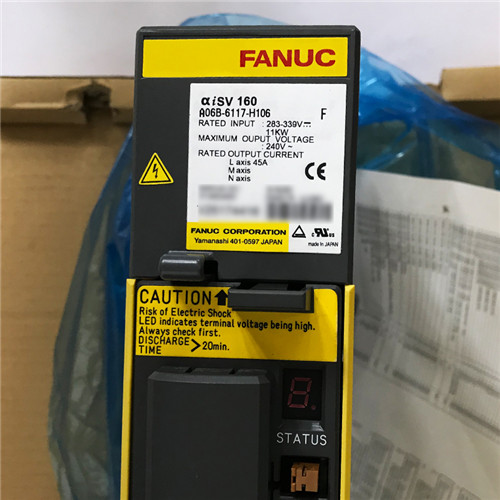 FANUC
αiSV 160
A06B-6117-H106
F
RATED INPUT : 283-339V⎓
11KW
MAXIMUM OUPUT VOLTAGE
: 240V~
RATED OUTPUT CURRENT
L axis 45A
M axis
N axis
CE
FANUC CORPORATION
Yamanashi 401-0597 JAPAN
c UL us
made in JAPAN
CAUTION
Risk of Electric Shock
LED indicates terminal voltage being high.
Always check first.
DISCHARGE > 20min.
TIME
8.
STATUS